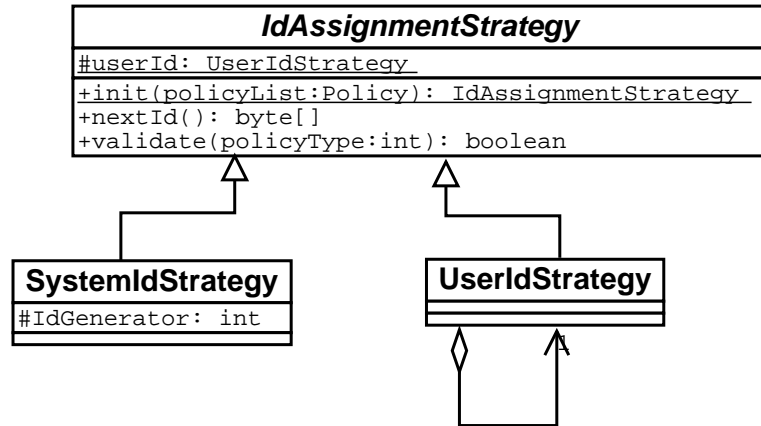 IdAssignmentStrategy
#userId: UserIdStrategy
+init(policyList:Policy): IdAssignmentStrategy
+nextId(): byte[]
+validate(policyType:int): boolean
SystemIdStrategy
#IdGenerator: int
UserIdStrategy
1